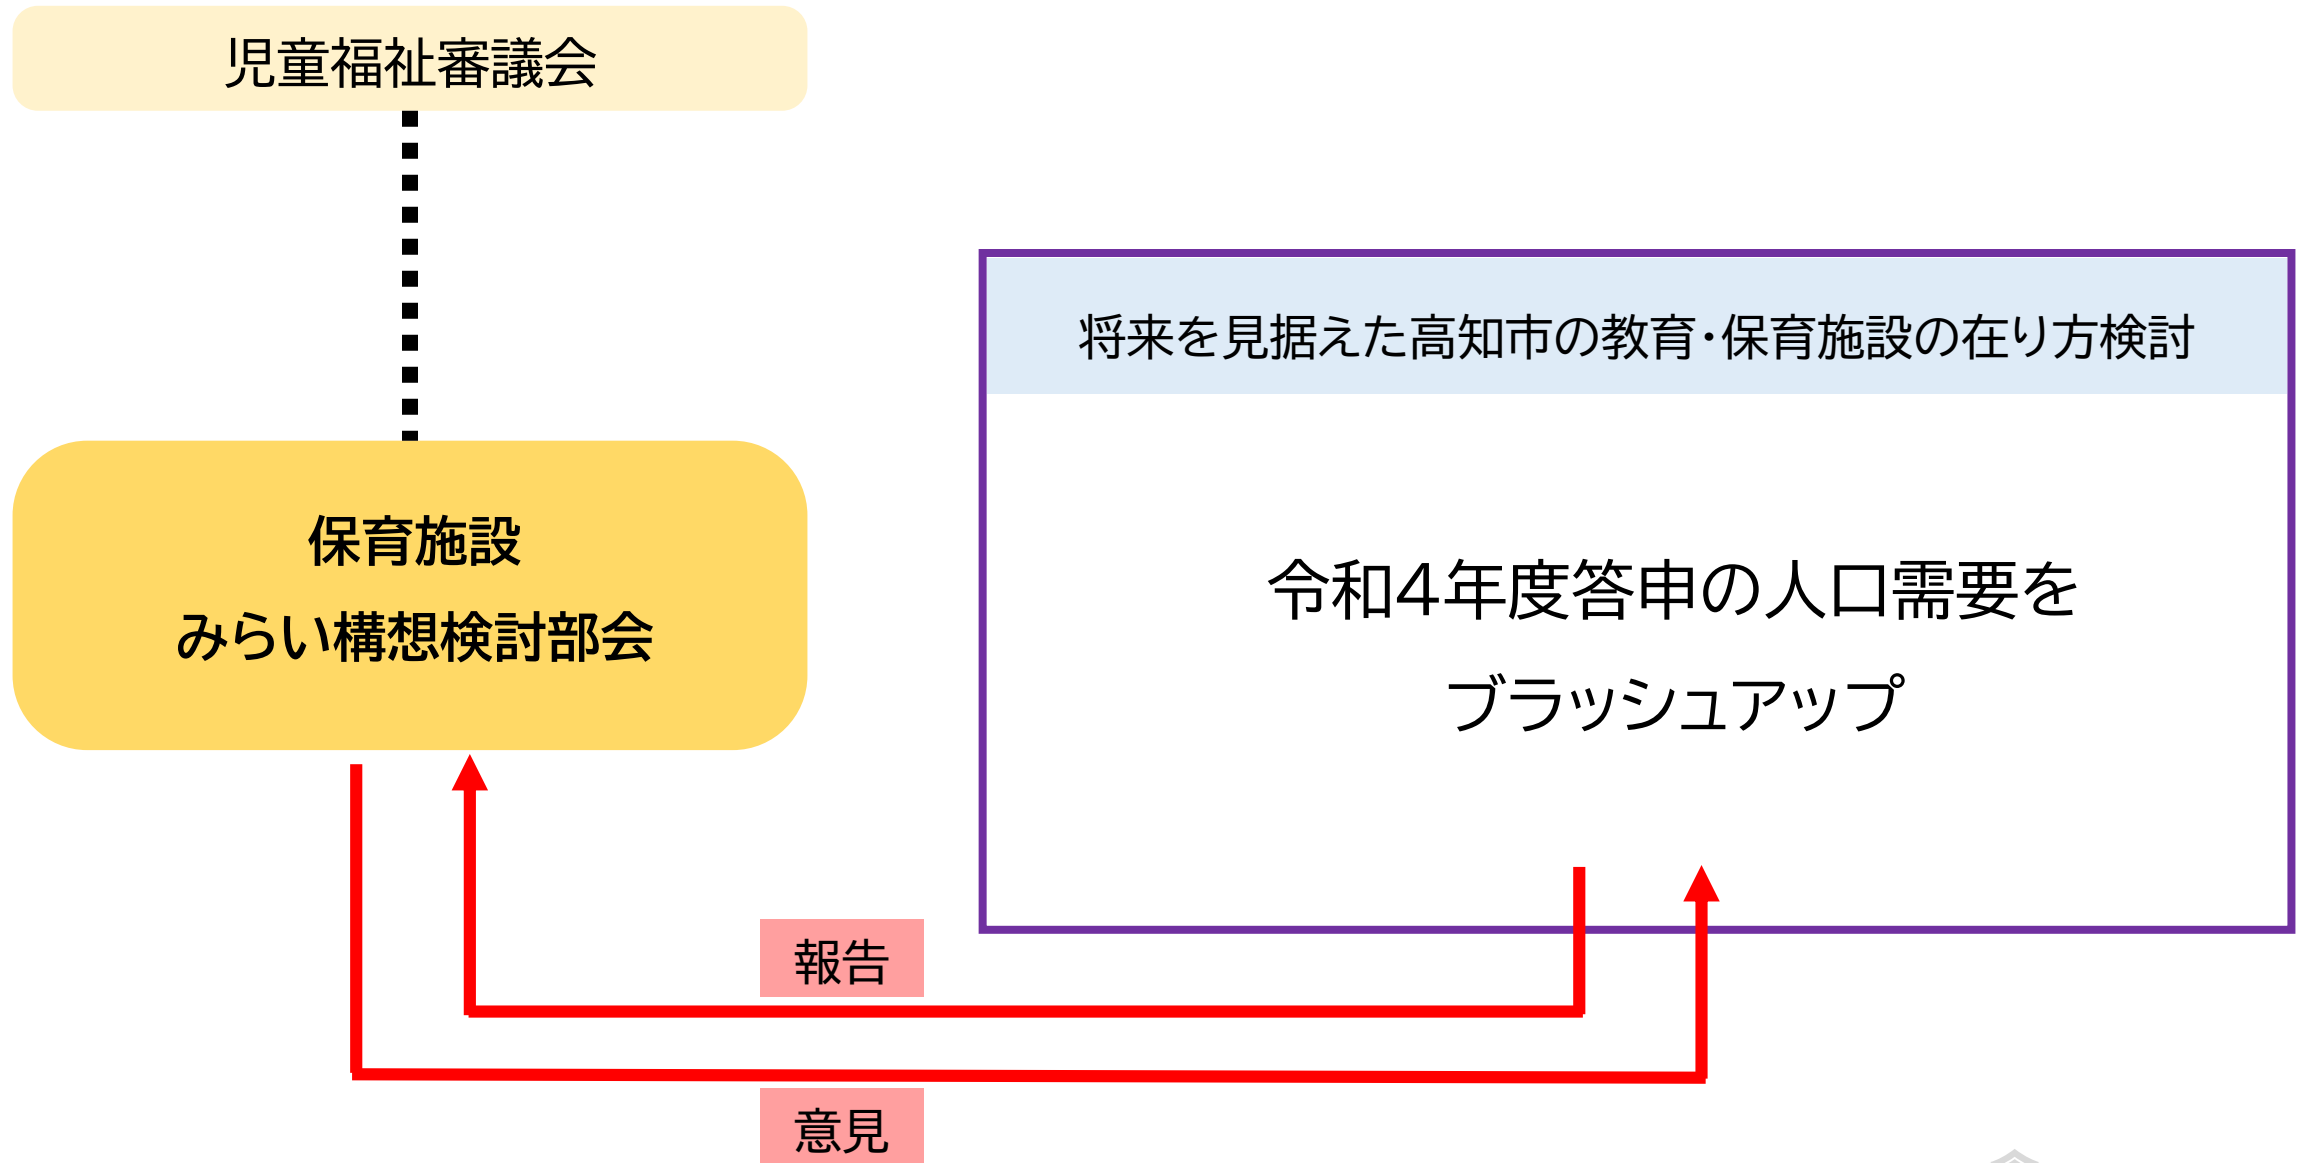 児童福祉審議会
将来を見据えた高知市の教育･保育施設の在り方検討
保育施設
みらい構想検討部会
令和4年度答申の人口需要を
ブラッシュアップ
報告
意見